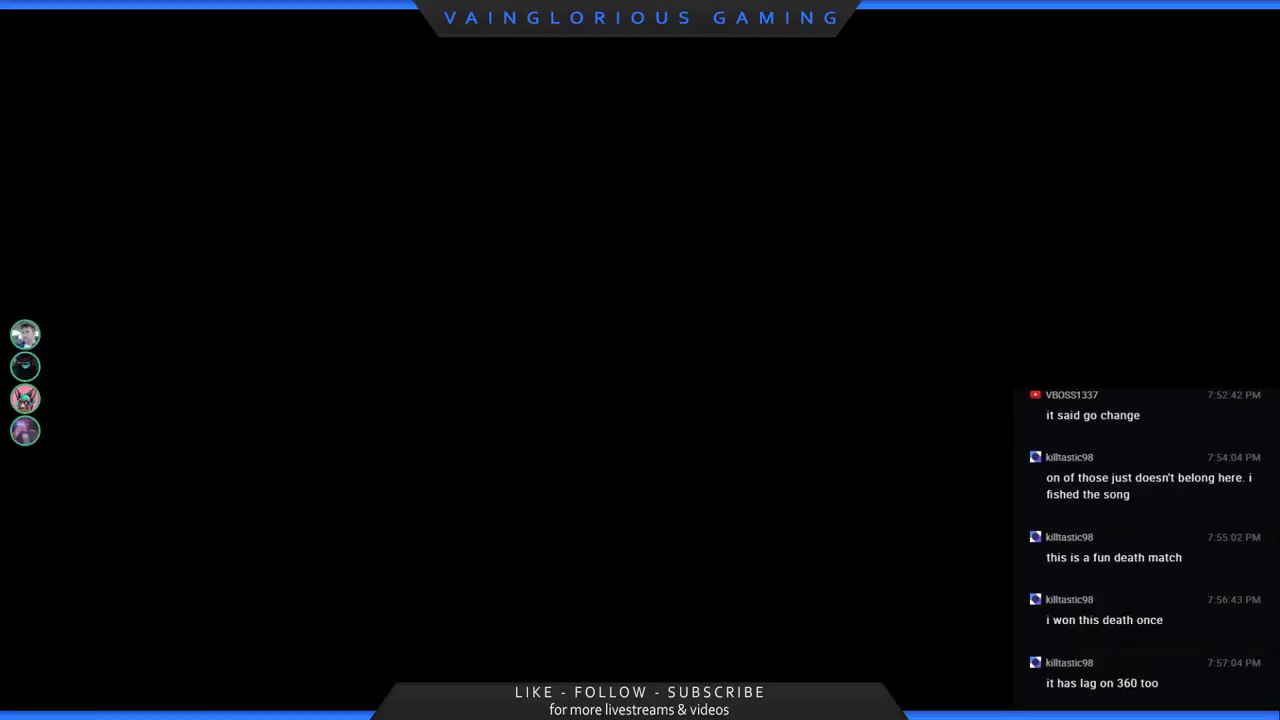 VAINGLORIOUS GAMING
VBOSS1337 7:52:42 PM
it said go change
killtastic98 7:54:04 PM
on of those just doesn't belong here. i
fished the song
killtastic98 7:55:02 PM
this is a fun death match
killtastic98 7:56:43 PM
i won this death once
killtastic98 7:57:04 PM
it has lag on 360 too
LIKE - FOLLOW - SUBSCRIBE
for more livestreams & videos